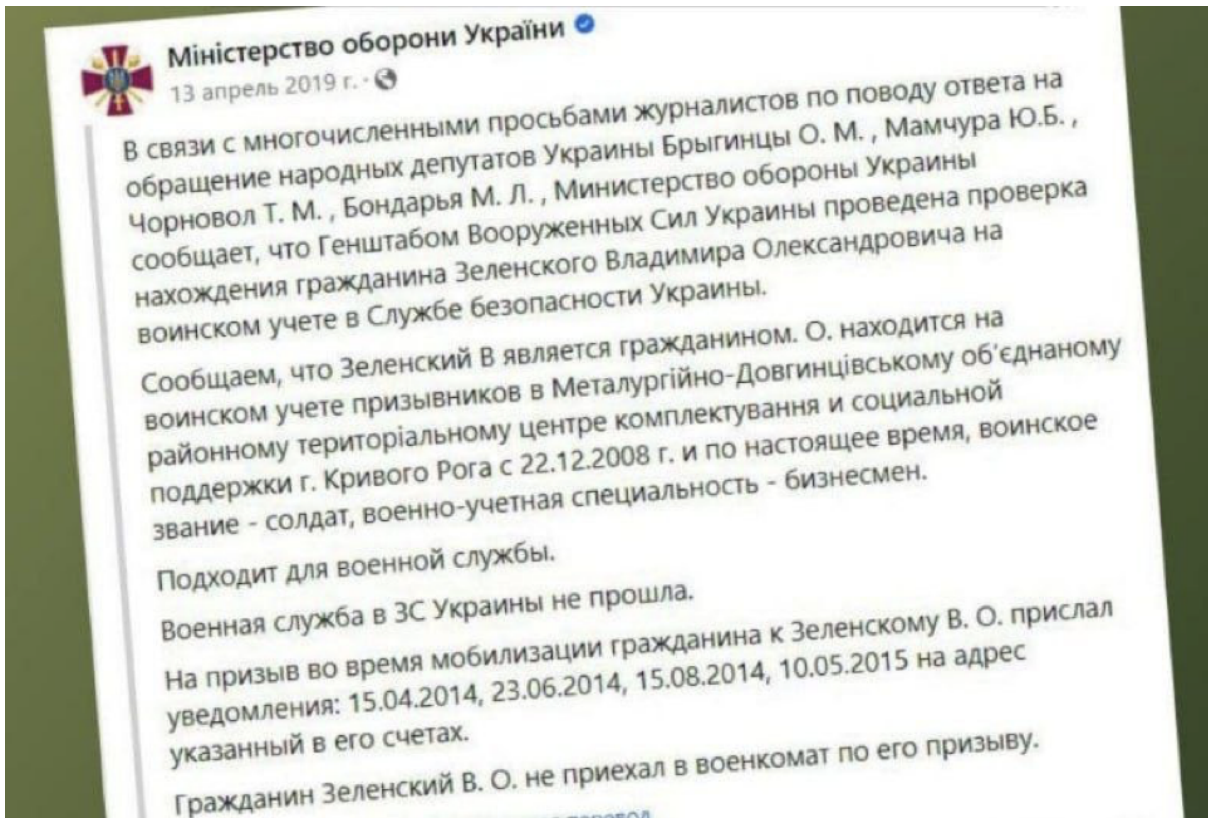 Міністерство оборони України
13 апрель 2019 г. ·
В связи с многочисленными просьбами журналистов по поводу ответа на
обращение народных депутатов Украины Брыгинцы О. М. , Мамчура Ю.Б. ,
Чорновол Т. М. , Бондарья М. Л. , Министерство обороны Украины
сообщает, что Генштабом Вооруженных Сил Украины проведена проверка
нахождения гражданина Зеленского Владимира Олександровича на
воинском учете в Службе безопасности Украины.
Сообщаем, что Зеленский В является гражданином. О. находится на
воинском учете призывников в Металургійно-Довгинцівському об'єднаному
районному територіальному центре комплектування и социальной
поддержки г. Кривого Рога с 22.12.2008 г. и по настоящее время, воинское
звание - солдат, военно-учетная специальность - бизнесмен.
Подходит для военной службы.
Военная служба в ЗС Украины не прошла.
На призыв во время мобилизации гражданина к Зеленскому В. О. прислал
уведомления: 15.04.2014, 23.06.2014, 15.08.2014, 10.05.2015 на адрес
указанный в его счетах.
Гражданин Зеленский В. О. не приехал в военкомат по его призыву.
перевод